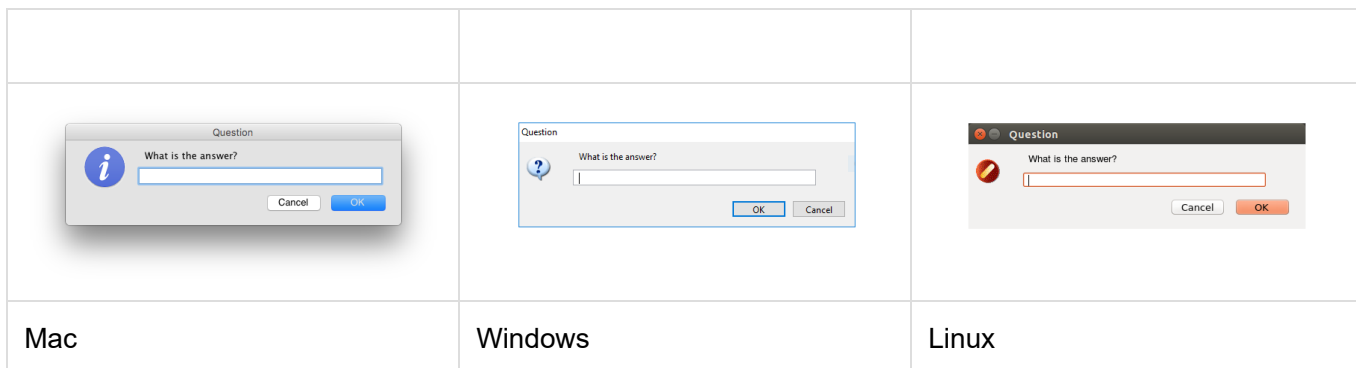 Question
What is the answer?
Cancel OK
Question
What is the answer?
OK Cancel
Question
What is the answer?
Cancel OK
Mac Windows Linux